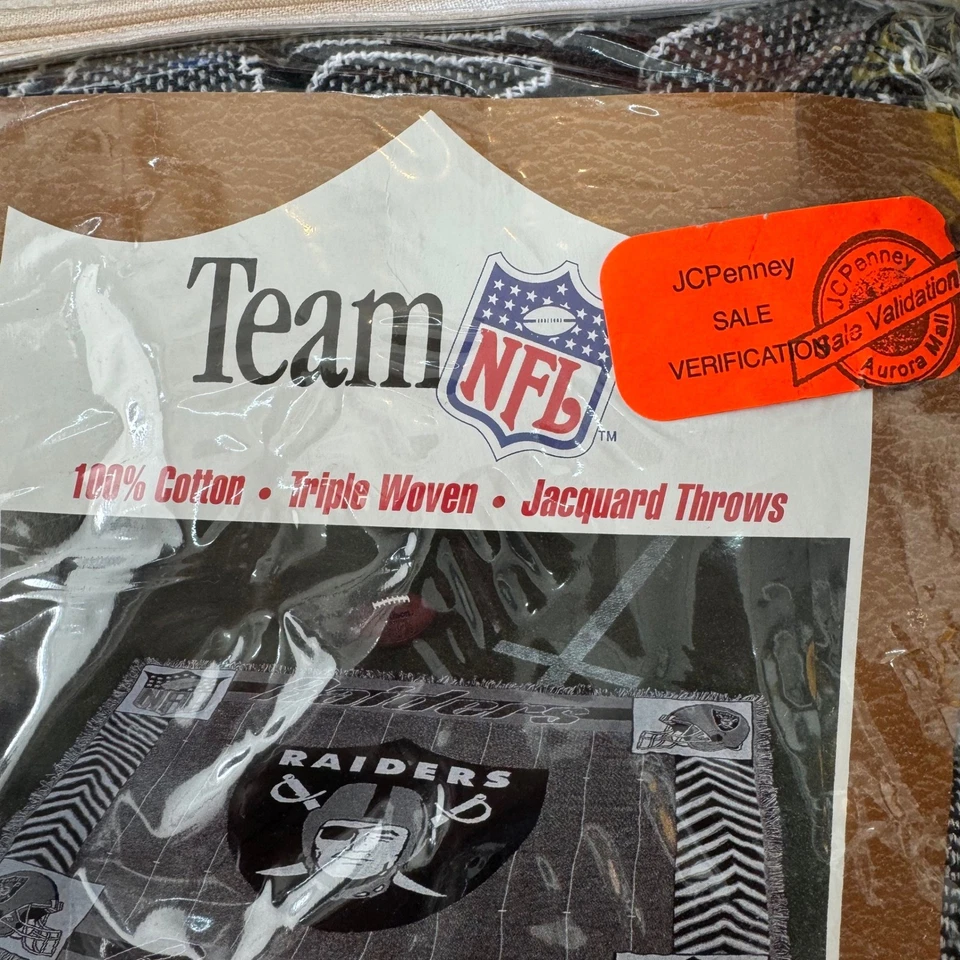 Team NFL TM
JCPenney
SALE
VERIFICATION
JCPenney
Sale Validation
Aurora Mall
100% Cotton • Triple Woven • Jacquard Throws
Raiders
NFL
RAIDERS